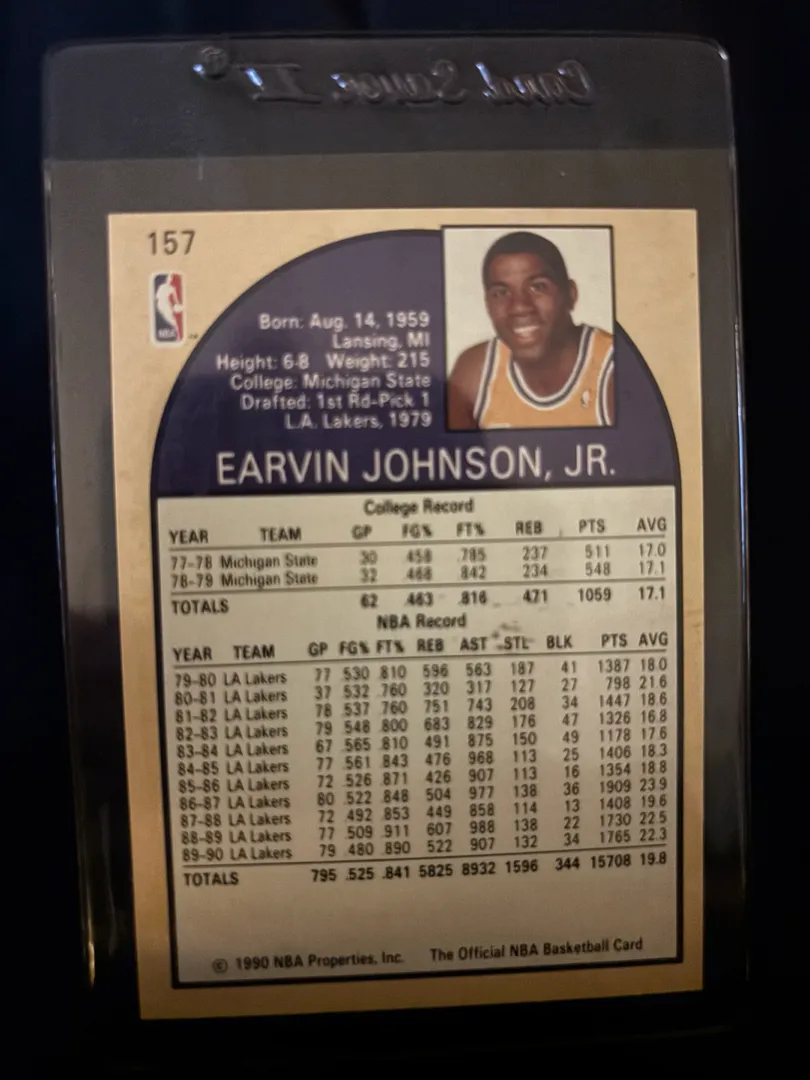 Card Saver II
157
NBA
Born: Aug. 14, 1959
Lansing, MI
Height: 6-8 Weight: 215
College: Michigan State
Drafted: 1st Rd-Pick 1
L.A. Lakers, 1979
EARVIN JOHNSON, JR.
College Record
YEAR TEAM GP FG% FT% REB PTS AVG
77-78 Michigan State 30 .458 .785 237 511 17.0
78-79 Michigan State 32 .468 .842 234 548 17.1
TOTALS 62 .463 .816 471 1059 17.1
NBA Record
YEAR TEAM GP FG% FT% REB AST STL BLK PTS AVG
79-80 LA Lakers 77 .530 .810 596 563 187 41 1387 18.0
80-81 LA Lakers 37 .532 .760 320 317 127 27 798 21.6
81-82 LA Lakers 78 .537 .760 751 743 208 34 1447 18.6
82-83 LA Lakers 79 .548 .800 683 829 176 47 1326 16.8
83-84 LA Lakers 67 .565 .810 491 875 150 49 1178 17.6
84-85 LA Lakers 77 .561 .843 476 968 113 25 1406 18.3
85-86 LA Lakers 72 .526 .871 426 907 113 16 1354 18.8
86-87 LA Lakers 80 .522 .848 504 977 138 36 1909 23.9
87-88 LA Lakers 72 .492 .853 449 858 114 13 1408 19.6
88-89 LA Lakers 77 .509 .911 607 988 138 22 1730 22.5
89-90 LA Lakers 79 .480 .890 522 907 132 34 1765 22.3
TOTALS 795 .525 .841 5825 8932 1596 344 15708 19.8
© 1990 NBA Properties, Inc. The Official NBA Basketball Card